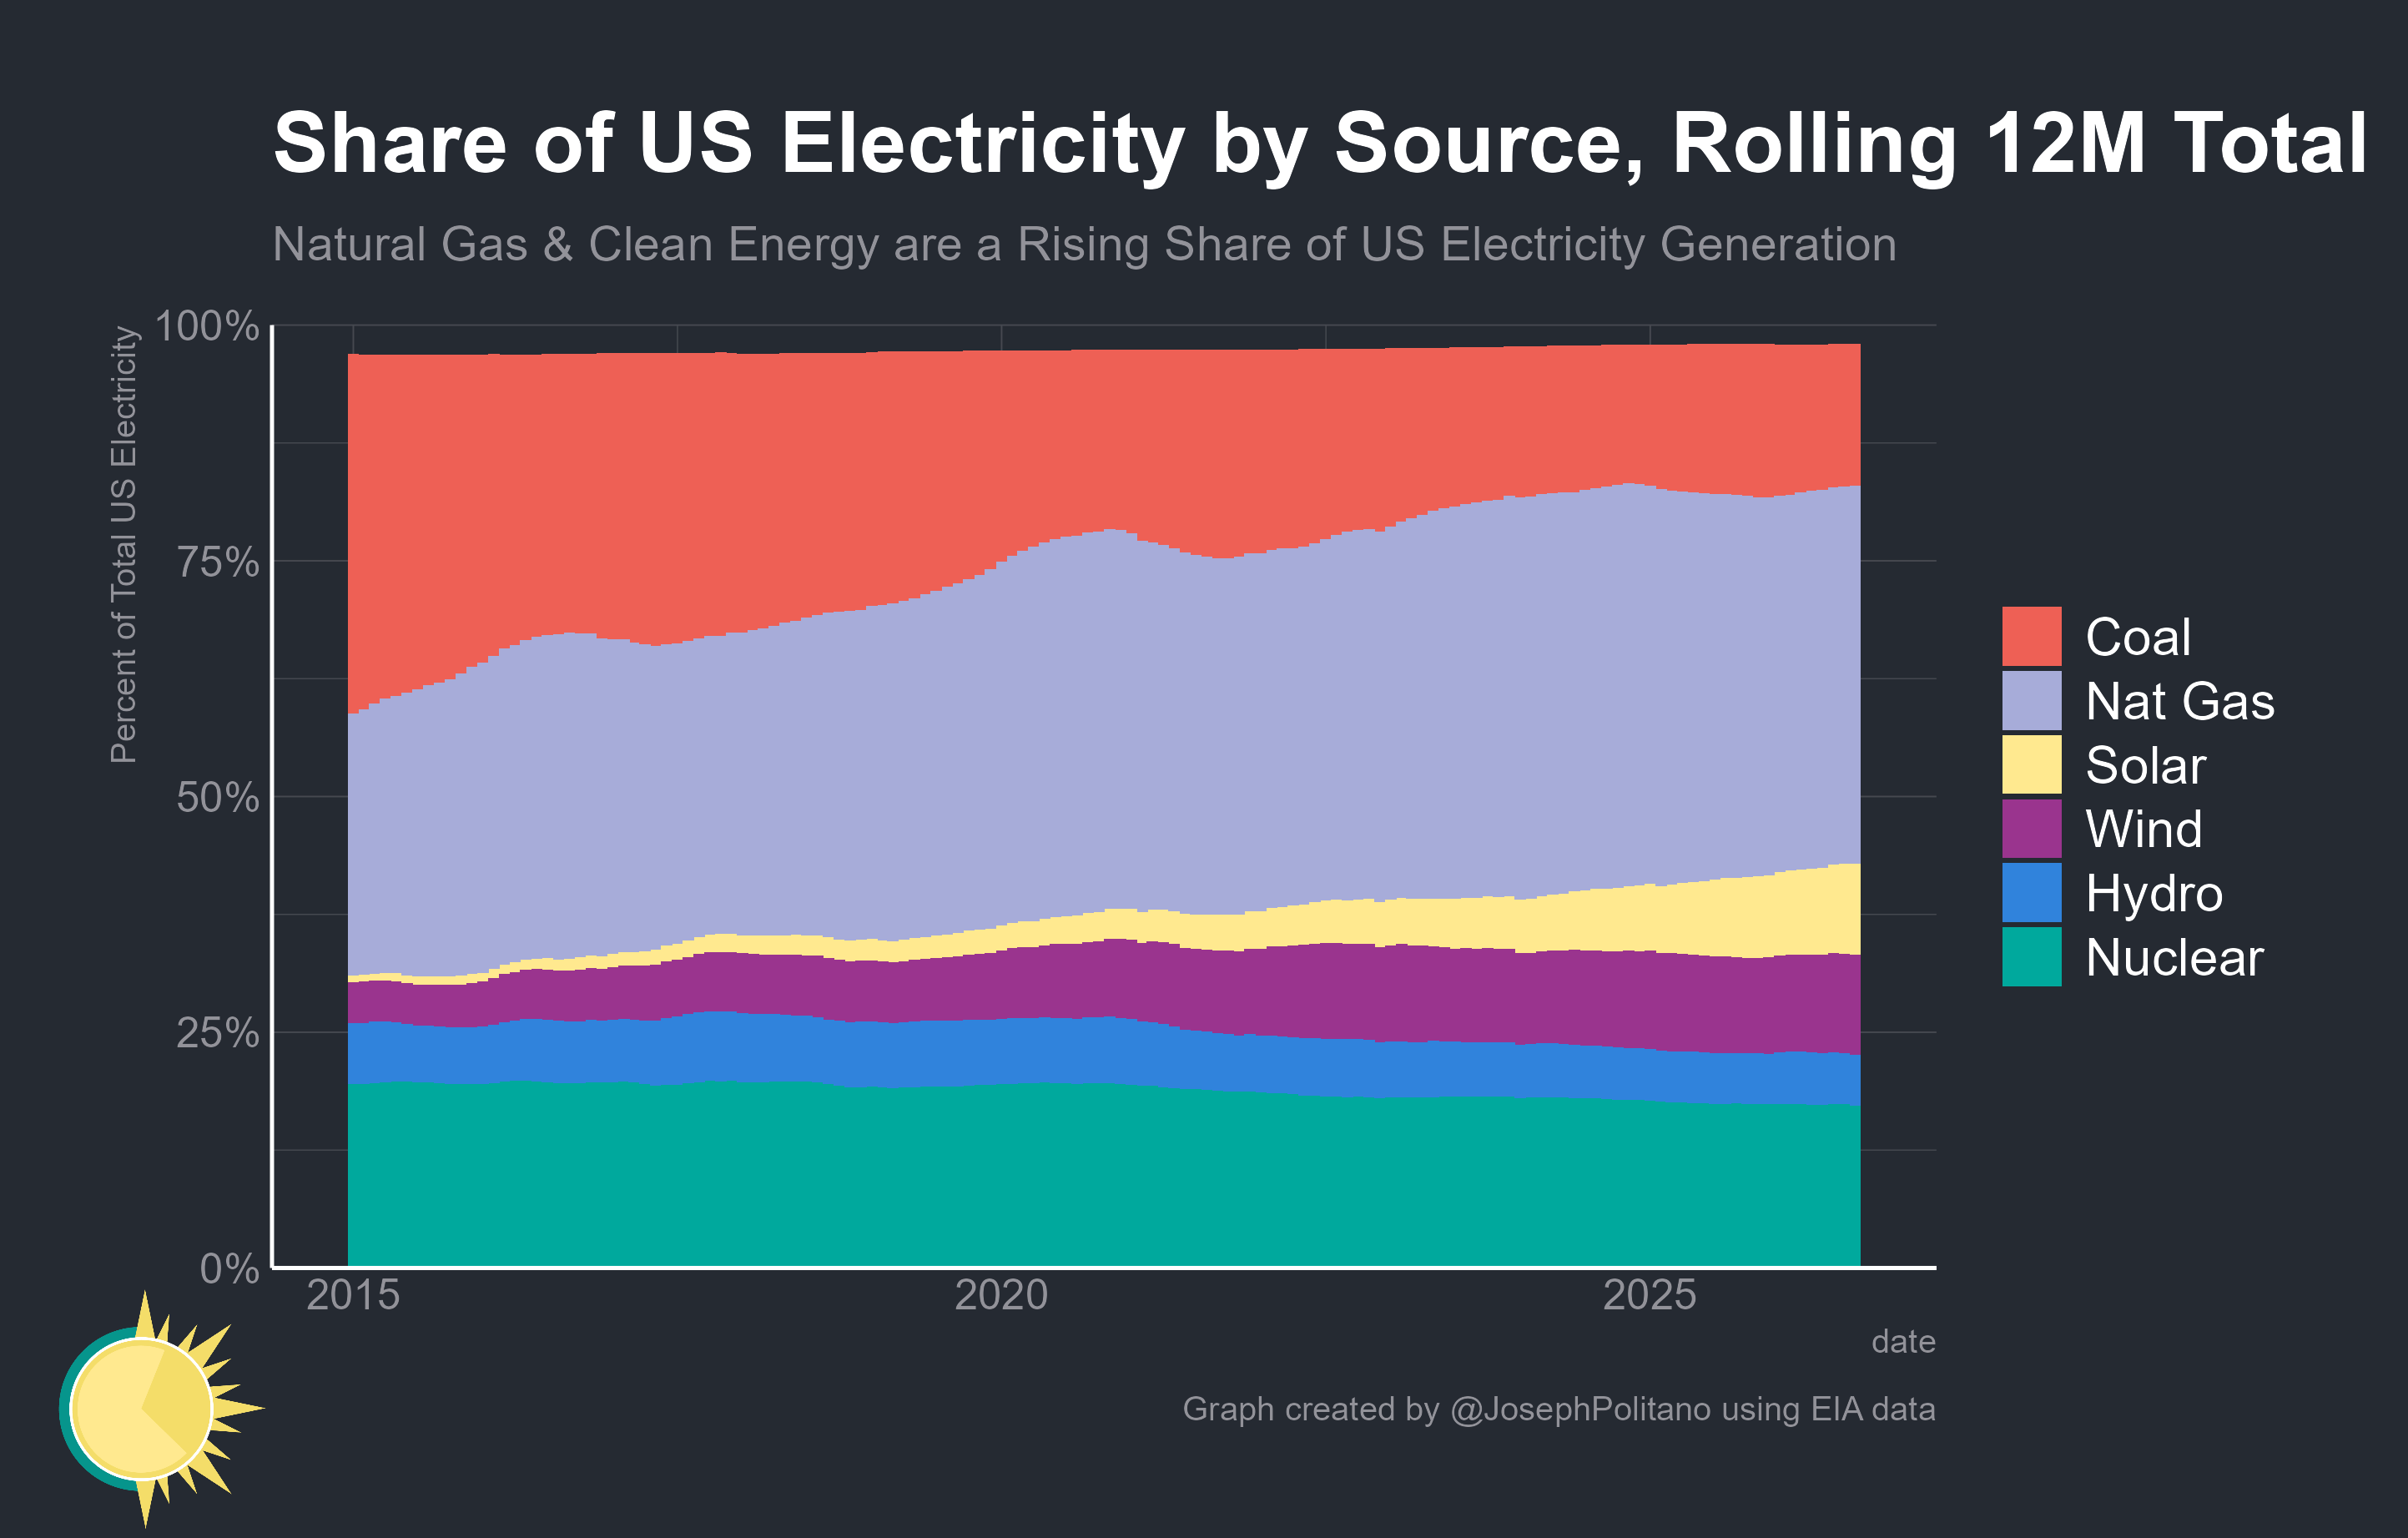 Share of US Electricity by Source, Rolling 12M Total
Natural Gas & Clean Energy are a Rising Share of US Electricity Generation
Percent of Total US Electricity
100%
75%
50%
25%
0%
2015
2020
2025
date
Coal
Nat Gas
Solar
Wind
Hydro
Nuclear
Graph created by @JosephPolitano using EIA data